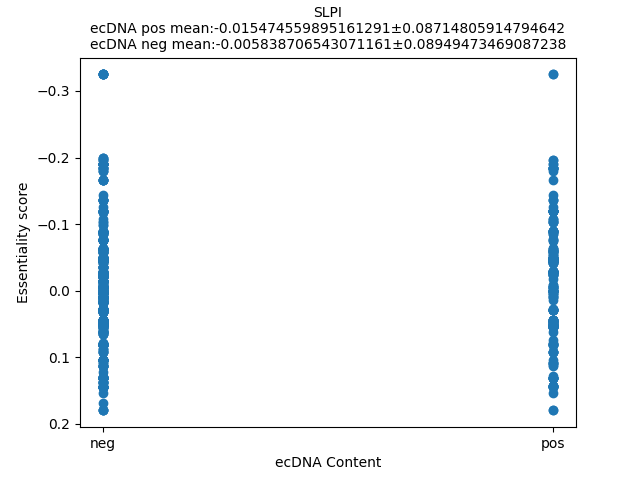 SLPI
ecDNA pos mean:-0.015474559895161291±0.08714805914794642
ecDNA neg mean:-0.005838706543071161±0.08949473469087238
−0.3
−0.2
−0.1
0.0
0.1
0.2
Essentiality score
neg
pos
ecDNA Content